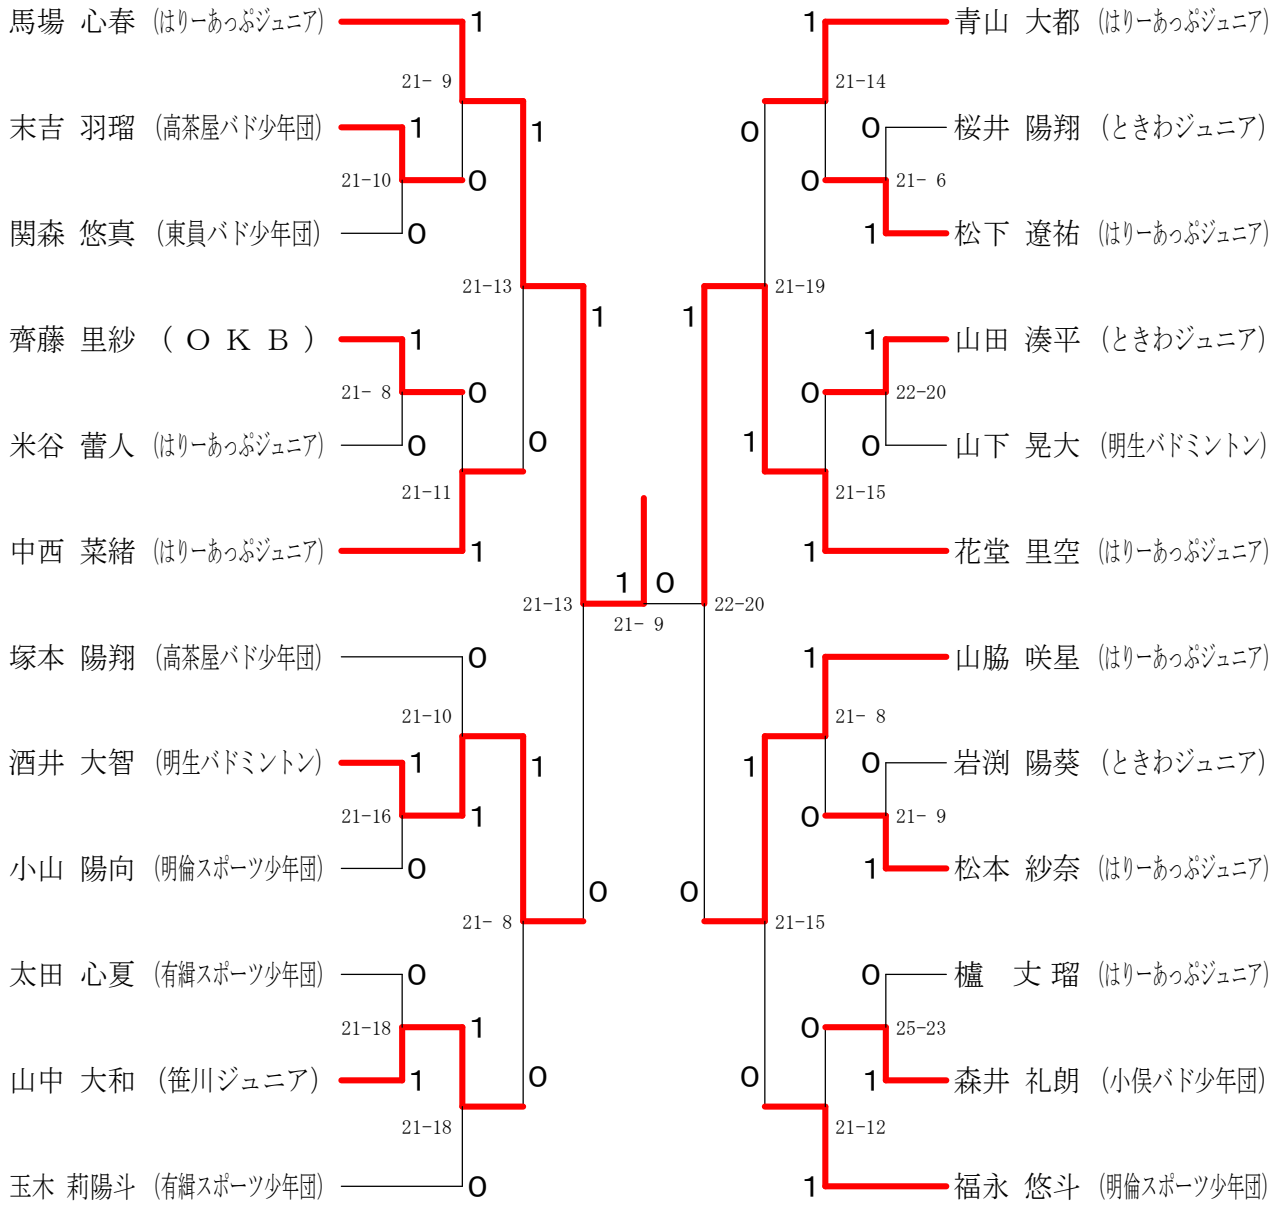 馬場 心春 (はりーあっぷジュニア) 1
21- 9
末吉 羽瑠 (高茶屋バド少年団) 1
1
21-10
0
関森 悠真 (東員バド少年団) 0
21-13
1
齊藤 里紗 (ＯＫＢ) 1
21- 8
0
米谷 蕾人 (はりーあっぷジュニア) 0
0
21-11
中西 菜緒 (はりーあっぷジュニア) 1
21-13
塚本 陽翔 (高茶屋バド少年団) 0
21-10
酒井 大智 (明生バドミントン) 1
1
21-16
1
小山 陽向 (明倫スポーツ少年団) 0
0
21- 8
太田 心夏 (有緝スポーツ少年団) 0
21-18
1
山中 大和 (笹川ジュニア) 1
0
21-18
玉木 莉陽斗 (有緝スポーツ少年団) 0
1 0
21- 9
1 青山 大都 (はりーあっぷジュニア)
21-14
0
0 桜井 陽翔 (ときわジュニア)
0
21- 6
1 松下 遼祐 (はりーあっぷジュニア)
21-19
1
1 山田 湊平 (ときわジュニア)
0
22-20
1
0 山下 晃大 (明生バドミントン)
21-15
1 花堂 里空 (はりーあっぷジュニア)
22-20
1 山脇 咲星 (はりーあっぷジュニア)
21- 8
1
0 岩渕 陽葵 (ときわジュニア)
0
21- 9
1 松本 紗奈 (はりーあっぷジュニア)
0
21-15
0 櫨 丈瑠 (はりーあっぷジュニア)
0
25-23
0
1 森井 礼朗 (小俣バド少年団)
21-12
1 福永 悠斗 (明倫スポーツ少年団)